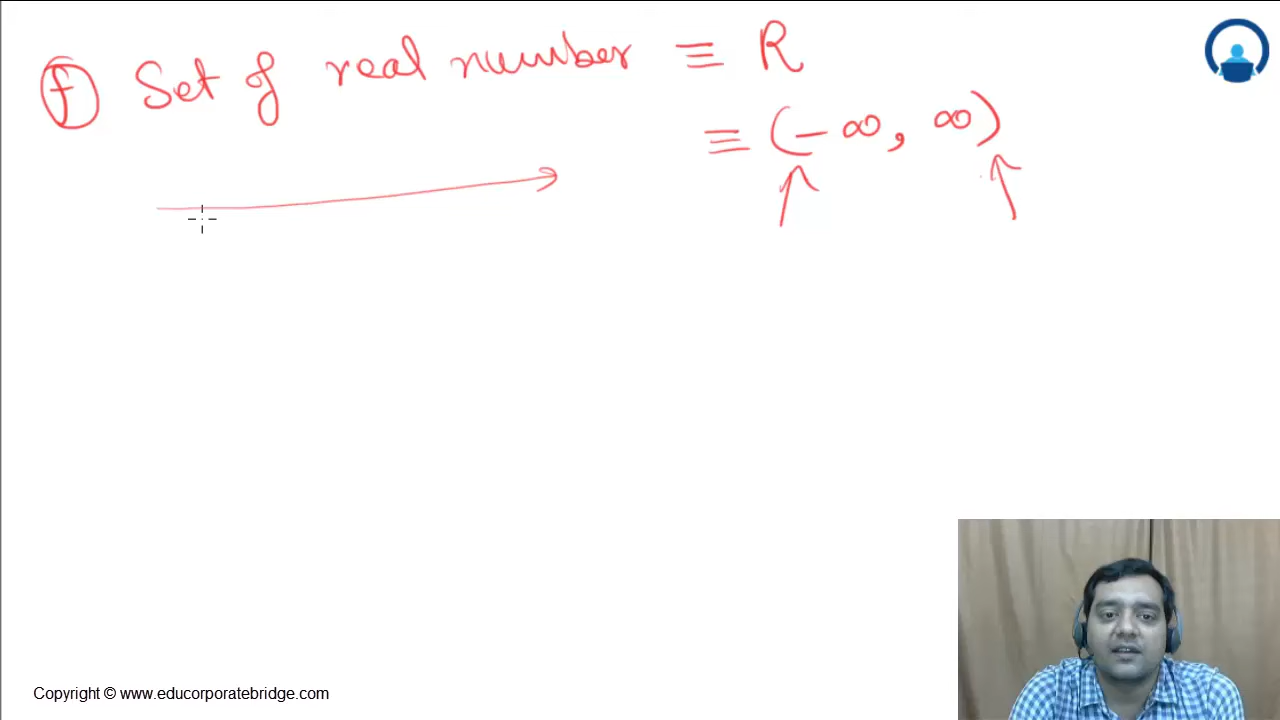 (f) Set of real number ≡ R
≡ (-∞, ∞)
Copyright © www.educorporatebridge.com